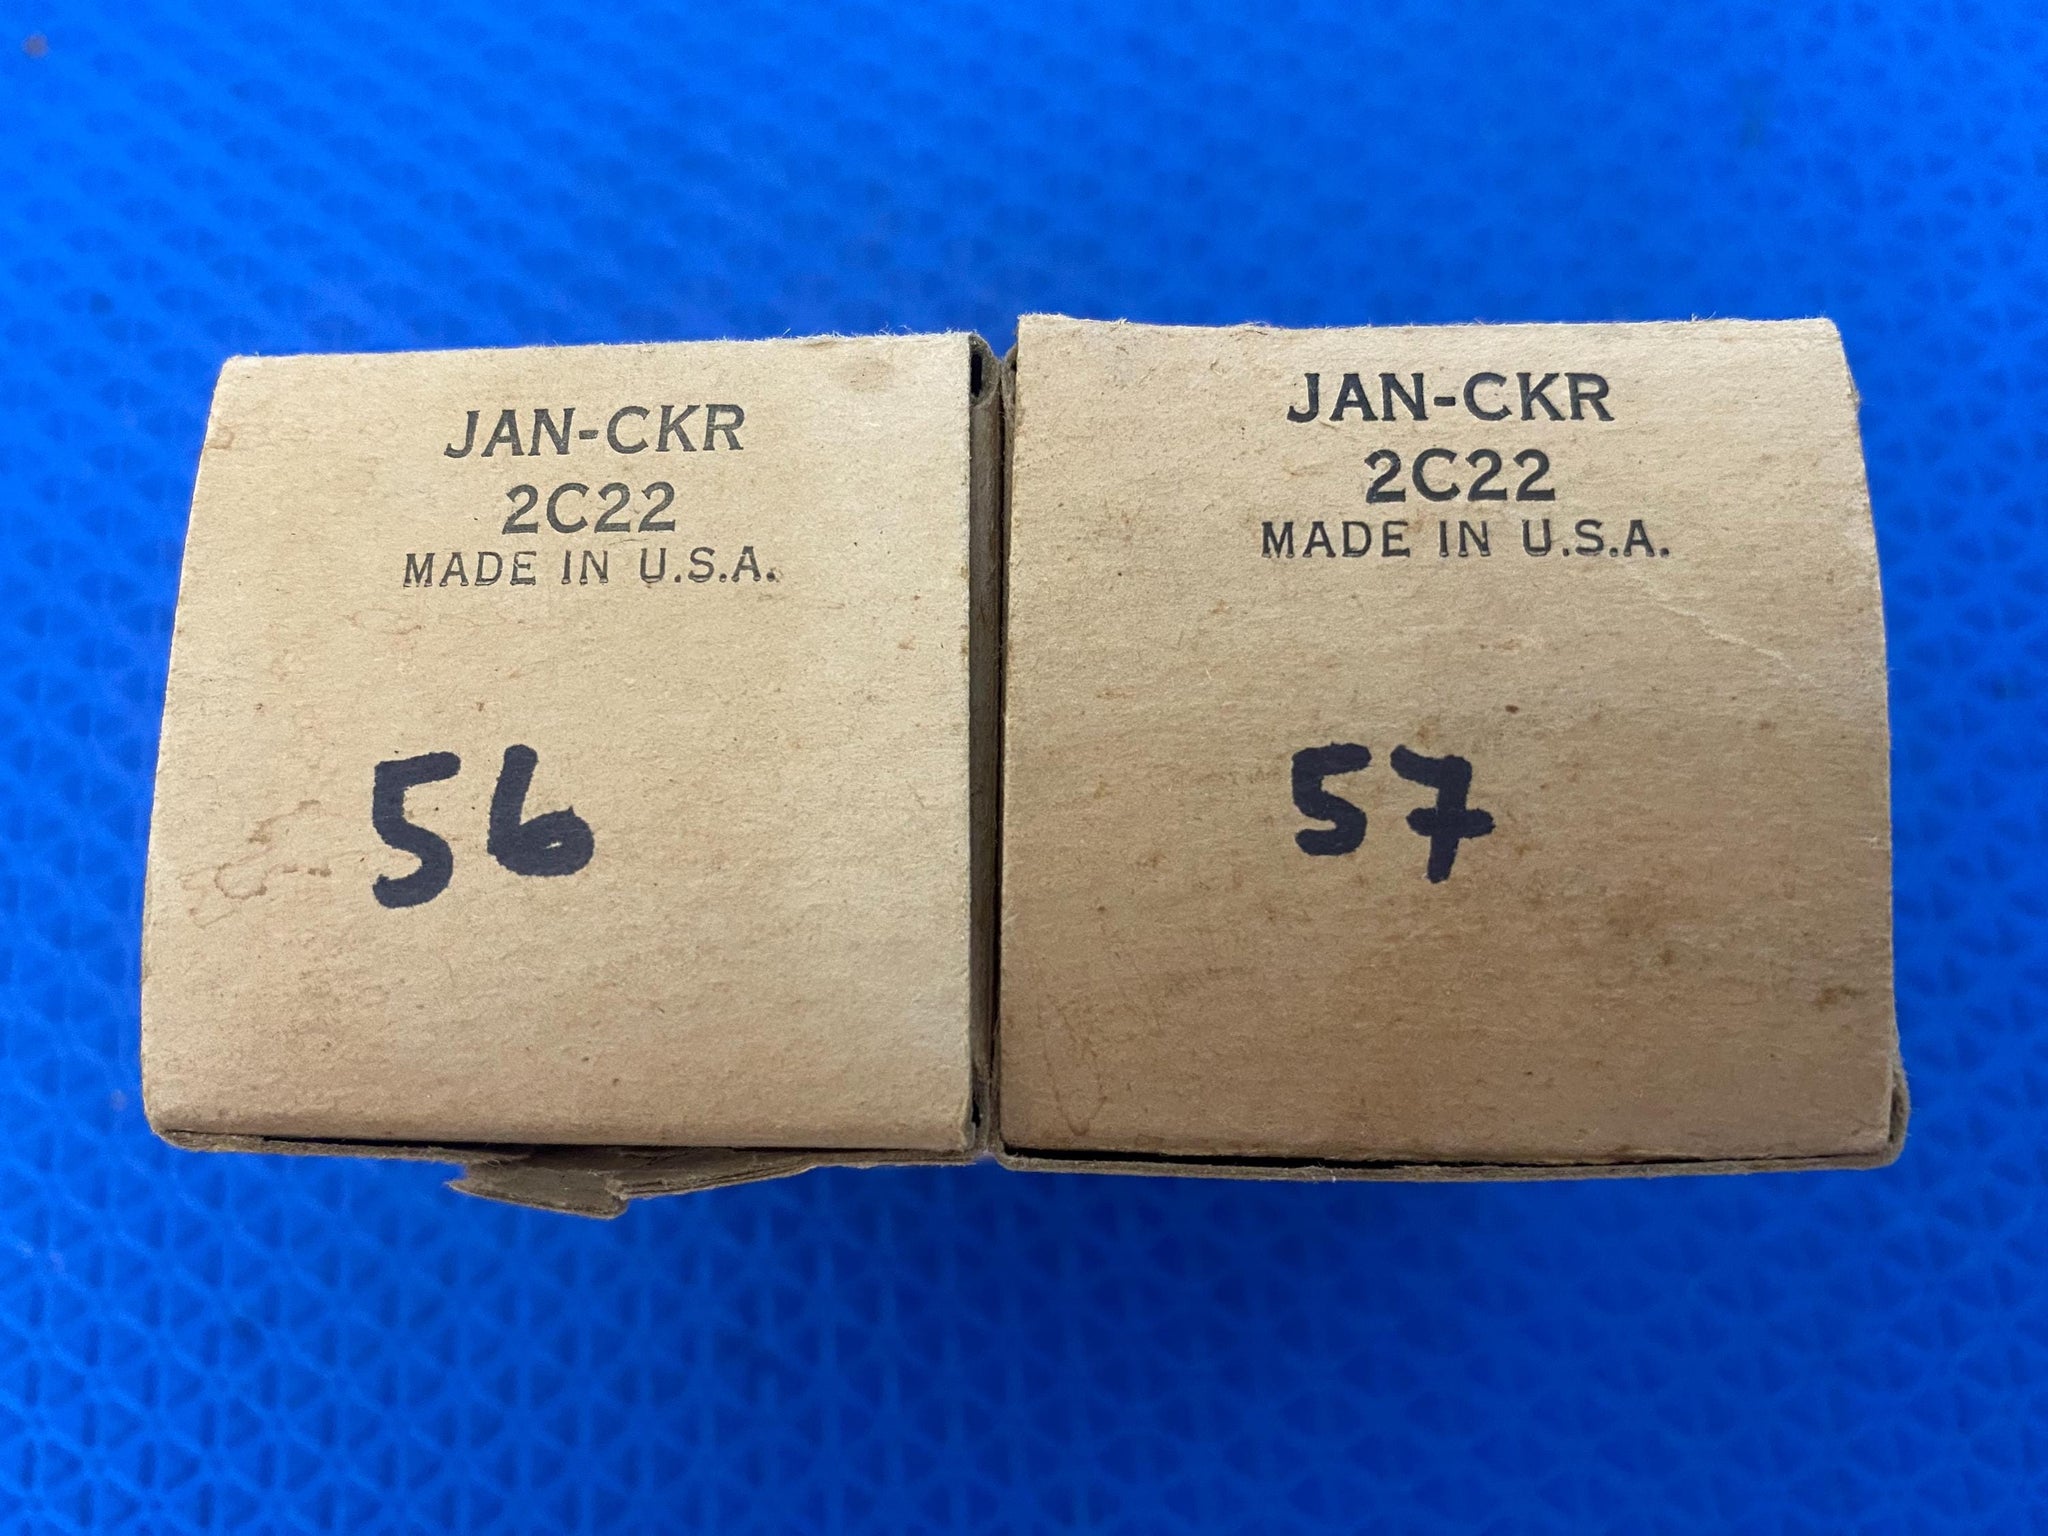 JAN-CKR
2C22
MADE IN U.S.A.
56
JAN-CKR
2C22
MADE IN U.S.A.
57